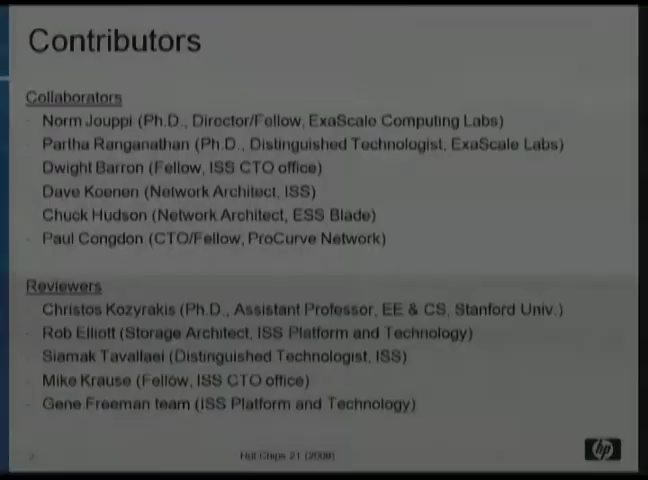 Contributors
Collaborators
Norm Jouppi (Ph.D., Director/Fellow, ExaScale Computing Labs)
Partha Ranganathan (Ph.D., Distinguished Technologist, ExaScale Labs)
Dwight Barron (Fellow, ISS CTO office)
Dave Koenen (Network Architect, ISS)
Chuck Hudson (Network Architect, ESS Blade)
Paul Congdon (CTO/Fellow, ProCurve Network)
Reviewers
Christos Kozyrakis (Ph.D., Assistant Professor, EE & CS, Stanford Univ.)
Rob Elliott (Storage Architect, ISS Platform and Technology)
Siamak Tavallaei (Distinguished Technologist, ISS)
Mike Krause (Fellow, ISS CTO office)
Gene Freeman team (ISS Platform and Technology)
2 Hot Chips 21 (2009)
hp